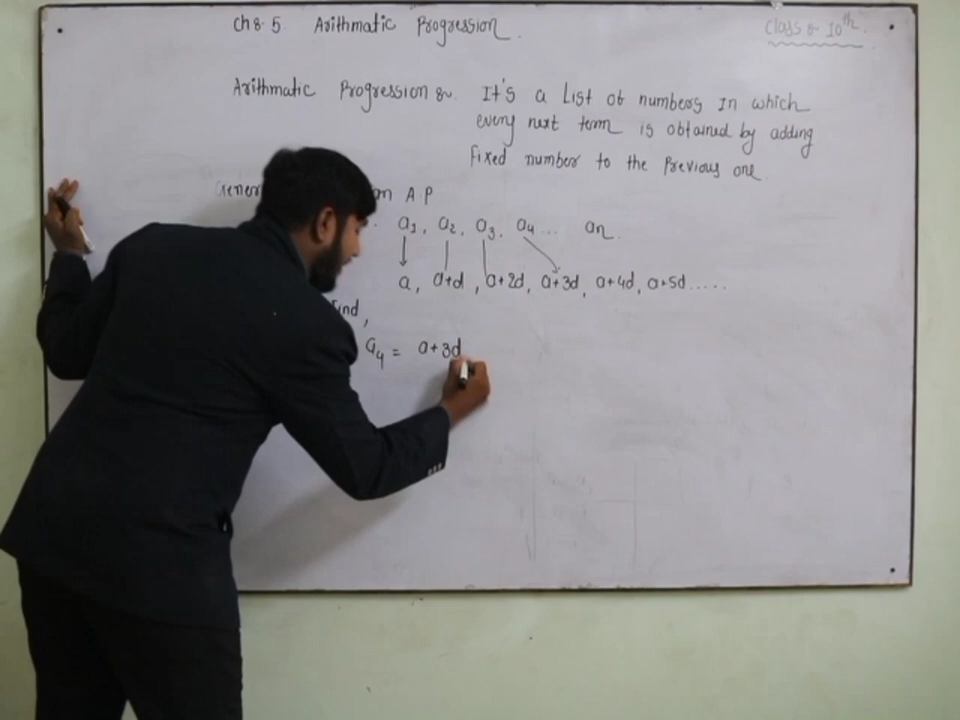 Ch 8- 5. Arithmatic Progression.
Class 8- 10th.
Arithmatic Progression 8- It's a List of numbers In which
every next term is obtained by adding
fixed number to the Previous one.
an A.P
a1, a2, a3, a4... an.
a, a+d, a+2d, a+3d, a+4d, a+5d.....
a4 = a+3d